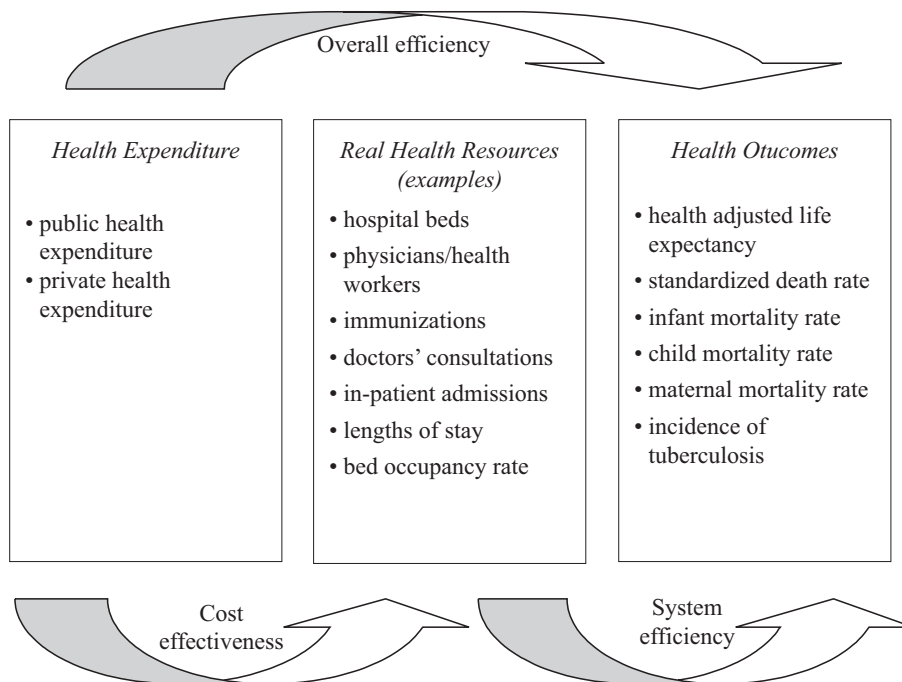 Overall efficiency
Health Expenditure
• public health
expenditure
• private health
expenditure
Real Health Resources
(examples)
• hospital beds
• physicians/health
workers
• immunizations
• doctors’ consultations
• in-patient admissions
• lengths of stay
• bed occupancy rate
Health Otucomes
• health adjusted life
expectancy
• standardized death rate
• infant mortality rate
• child mortality rate
• maternal mortality rate
• incidence of
tuberculosis
Cost
effectiveness
System
efficiency